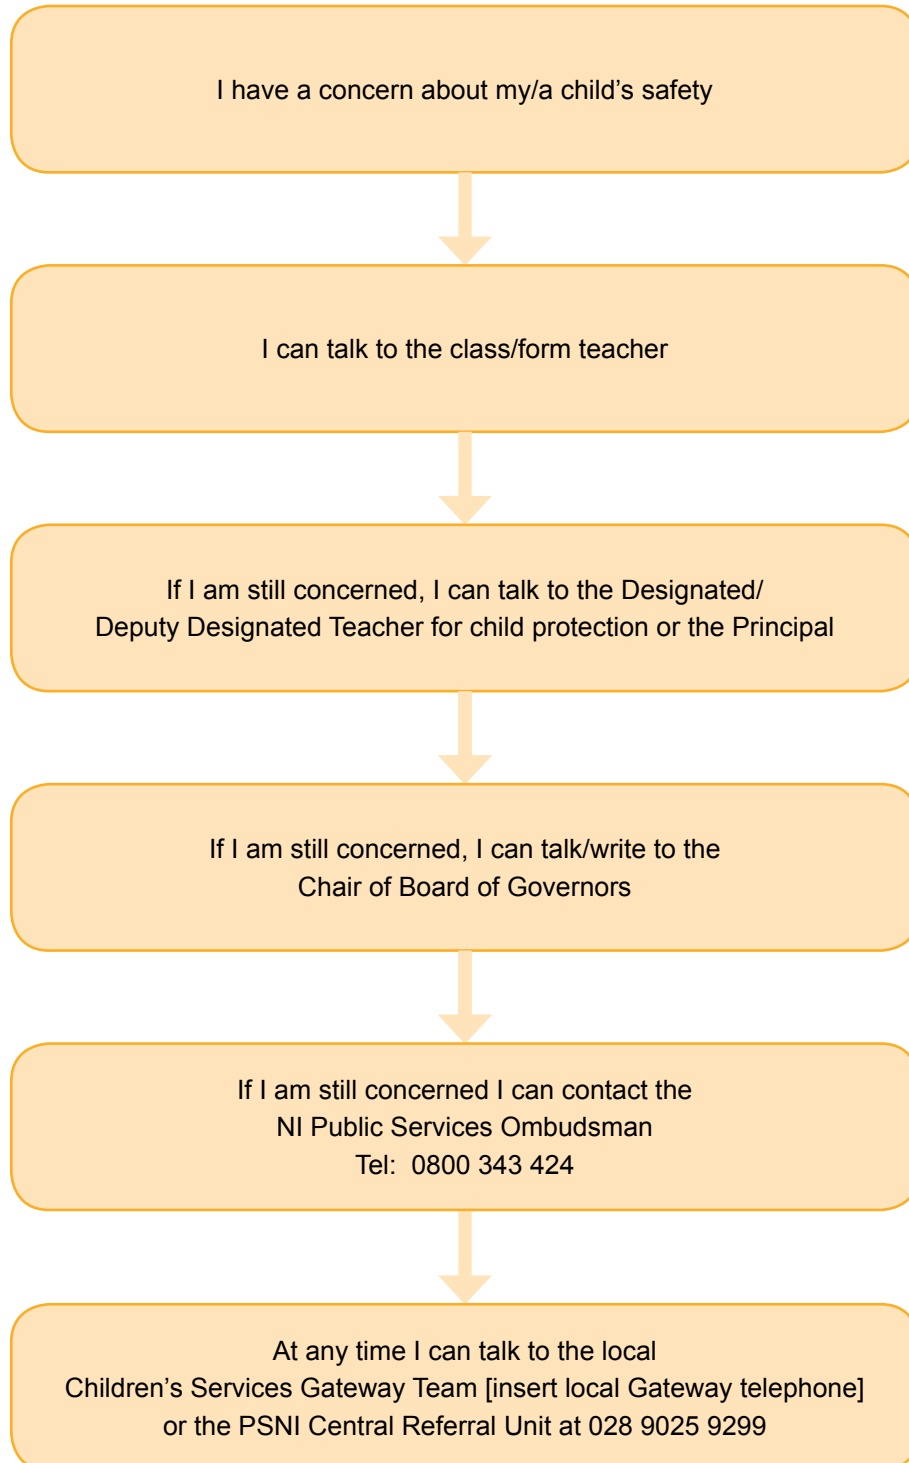 I have a concern about my/a child’s safety
I can talk to the class/form teacher
If I am still concerned, I can talk to the Designated/
Deputy Designated Teacher for child protection or the Principal
If I am still concerned, I can talk/write to the
Chair of Board of Governors
If I am still concerned I can contact the
NI Public Services Ombudsman
Tel:  0800 343 424
At any time I can talk to the local
Children’s Services Gateway Team [insert local Gateway telephone]
or the PSNI Central Referral Unit at 028 9025 9299